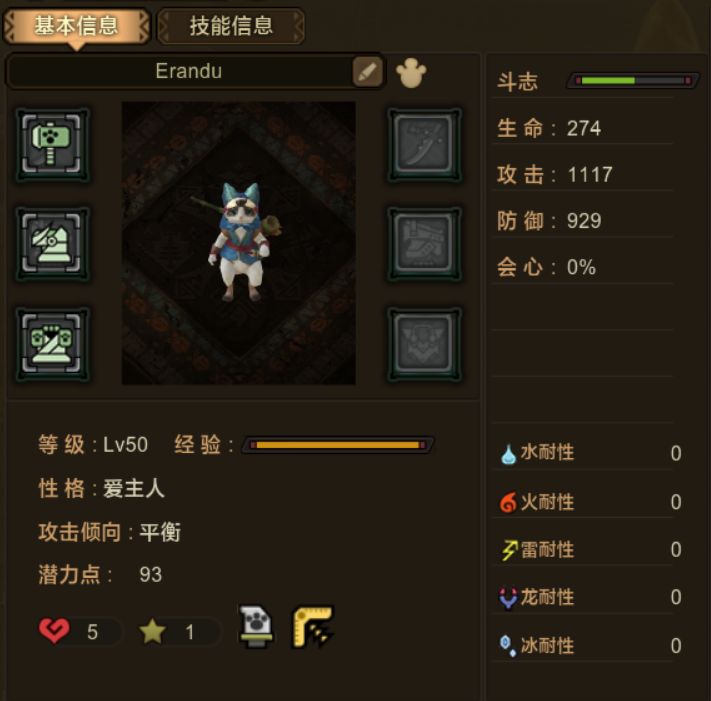 基本信息 技能信息
Erandu
斗志
生命：274
攻击：1117
防御：929
会心：0%
等级：Lv50 经验：
性格：爱主人
攻击倾向：平衡
潜力点： 93
5 1
水耐性 0
火耐性 0
雷耐性 0
龙耐性 0
冰耐性 0